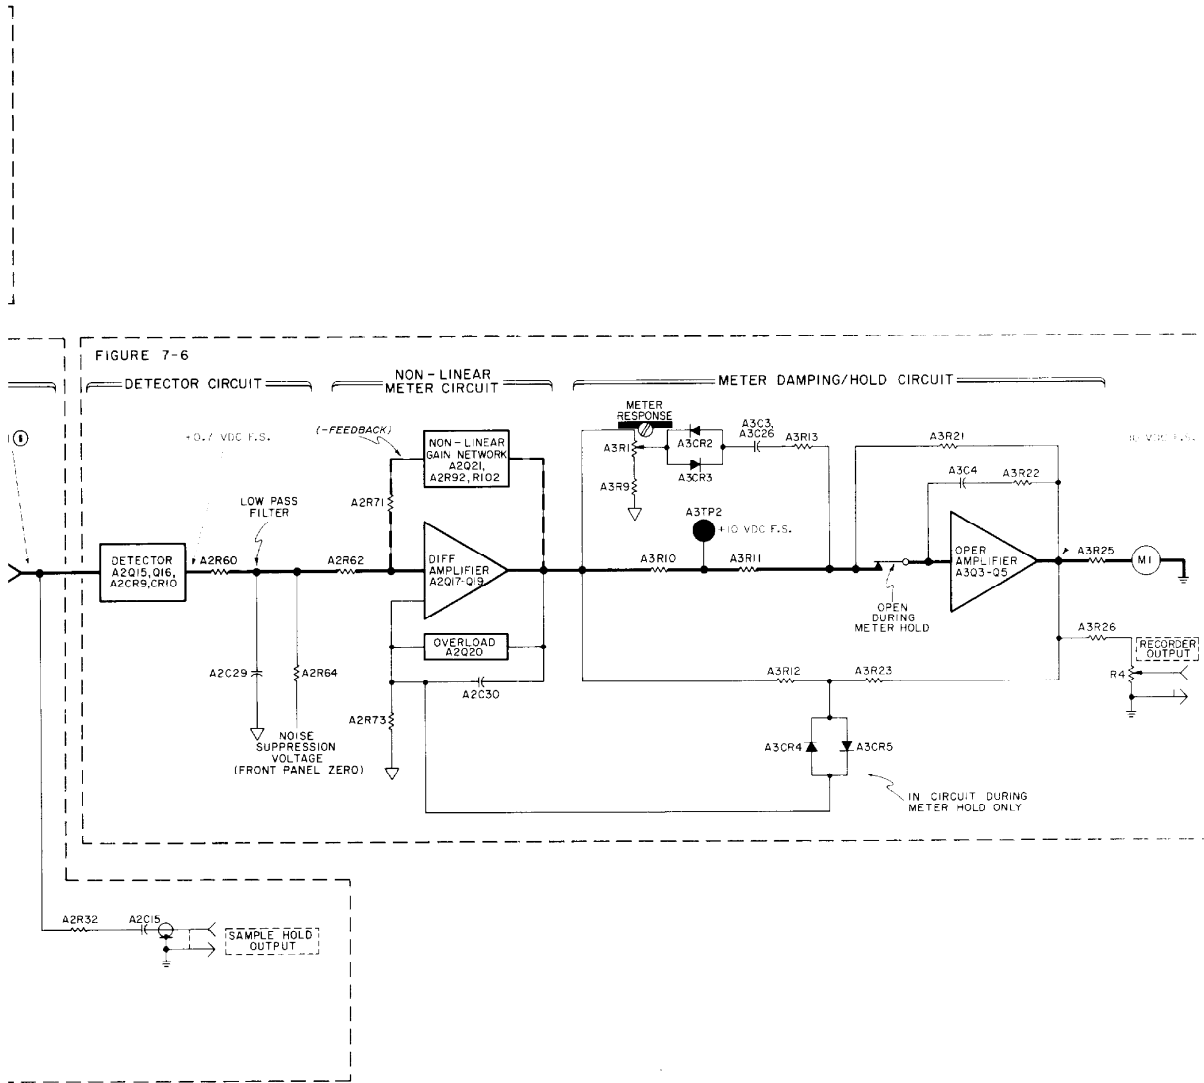 FIGURE 7-6
DETECTOR CIRCUIT
NON-LINEAR
METER CIRCUIT
METER DAMPING/HOLD CIRCUIT
6
+0.7 VDC F.S.
(-FEEDBACK)
NON-LINEAR
GAIN NETWORK
A2Q21,
A2R92,R102
METER
RESPONSE
A3R1
A3CR2
A3CR3
A3C3,
A3C26
A3R13
A3R9
A3R21
A3C4
A3R22
VDC F.S.
LOW PASS
FILTER
A2R71
A3TP2
+10 VDC F.S.
DETECTOR
A2Q15,Q16,
A2CR9,CR10
A2R60
A2R62
DIFF
AMPLIFIER
A2Q17-Q19
A3R10
A3R11
OPER
AMPLIFIER
A3Q3-Q5
A3R25
M1
OPEN
DURING
METER HOLD
OVERLOAD
A2Q20
A3R26
RECORDER
OUTPUT
R4
A2C29
A2R64
A2C30
A3R12
A3R23
A2R73
NOISE
SUPPRESSION
VOLTAGE
(FRONT PANEL ZERO)
A3CR4
A3CR5
IN CIRCUIT DURING
METER HOLD ONLY
A2R32
A2C15
SAMPLE HOLD
OUTPUT